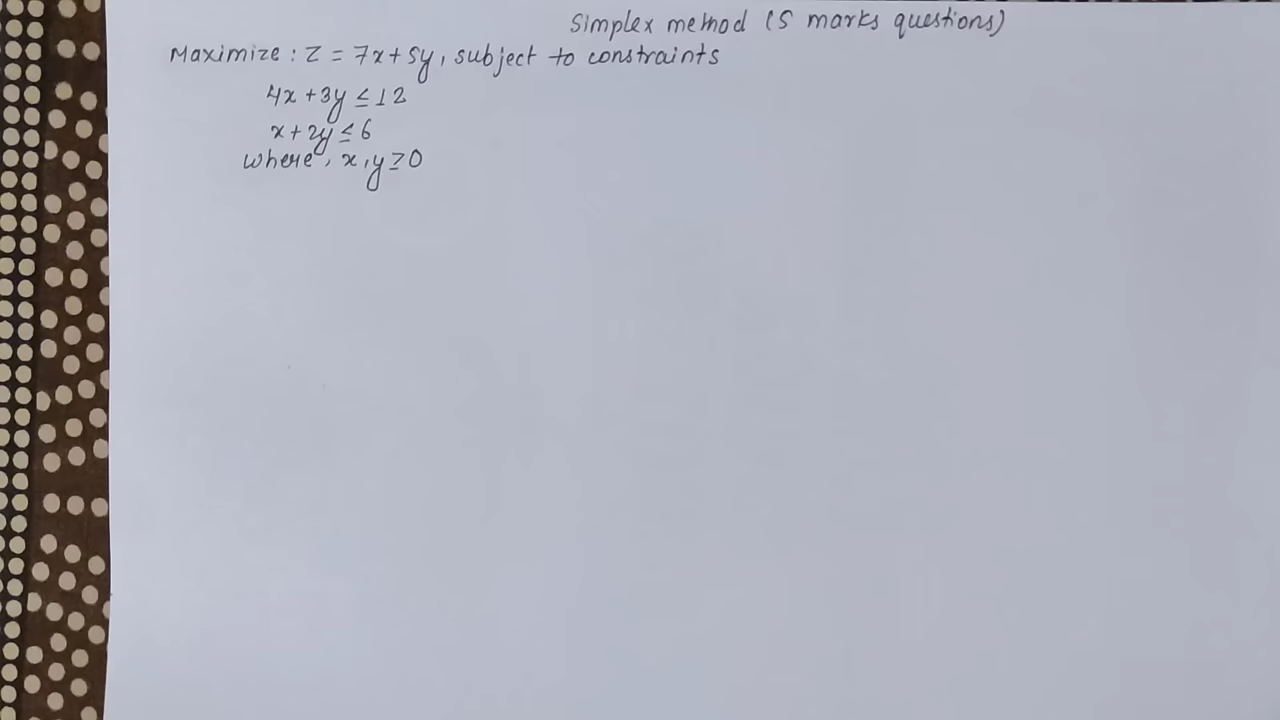 Simplex method (5 marks questions)
Maximize: Z = 7x+5y, subject to constraints
4x+3y ≤ 12
x+2y ≤ 6
where, x,y ≥ 0